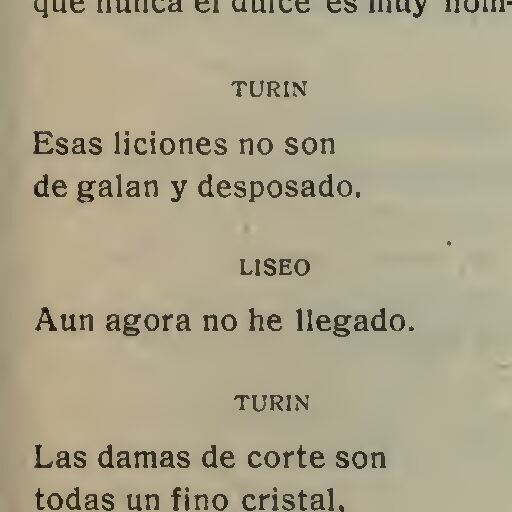 que nunca el dulce es muy
TURIN
Esas liciones no son
de galan y desposado.
LISEO
Aun agora no he llegado.
TURIN
Las damas de corte son
todas un fino cristal,